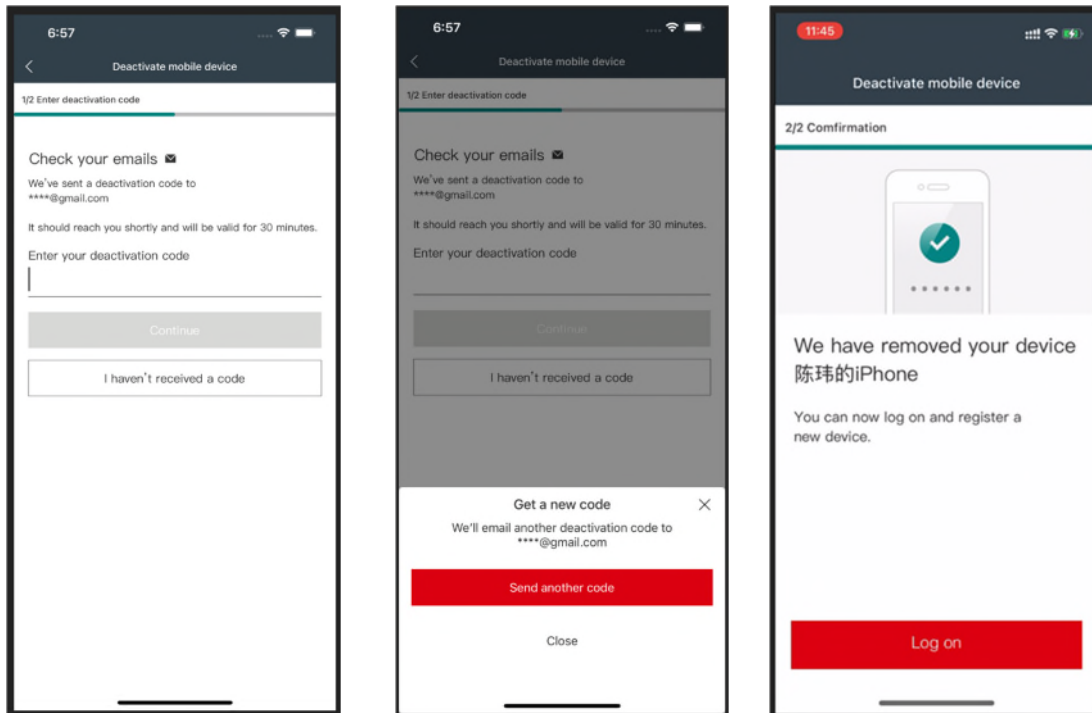 6:57
Deactivate mobile device
1/2 Enter deactivation code
Check your emails
We've sent a deactivation code to
****@gmail.com
It should reach you shortly and will be valid for 30 minutes.
Enter your deactivation code
Continue
I haven't received a code
6:57
Deactivate mobile device
1/2 Enter deactivation code
Check your emails
We've sent a deactivation code to
****@gmail.com
It should reach you shortly and will be valid for 30 minutes.
Enter your deactivation code
Continue
I haven't received a code
Get a new code
We'll email another deactivation code to
****@gmail.com
Send another code
Close
11:45
Deactivate mobile device
2/2 Comfirmation
We have removed your device
陈玮的iPhone
You can now log on and register a
new device.
Log on